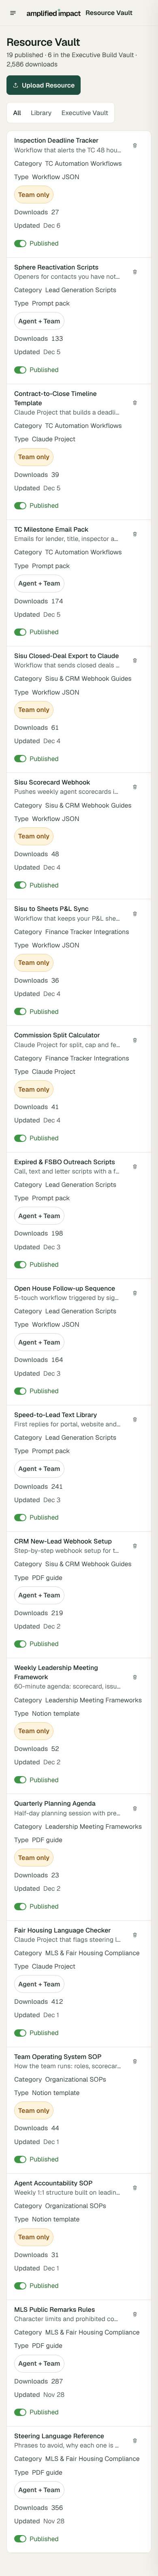 amplified impact Resource Vault
Resource Vault
19 published · 6 in the Executive Build Vault ·
2,586 downloads
Upload Resource
All Library Executive Vault
Inspection Deadline Tracker
Workflow that alerts the TC 48 hou…
Category TC Automation Workflows
Type Workflow JSON
Team only
Downloads 27
Updated Dec 6
Published
Sphere Reactivation Scripts
Openers for contacts you have not…
Category Lead Generation Scripts
Type Prompt pack
Agent + Team
Downloads 133
Updated Dec 5
Published
Contract-to-Close Timeline
Template
Claude Project that builds a deadli…
Category TC Automation Workflows
Type Claude Project
Team only
Downloads 39
Updated Dec 5
Published
TC Milestone Email Pack
Emails for lender, title, inspector a…
Category TC Automation Workflows
Type Prompt pack
Agent + Team
Downloads 174
Updated Dec 5
Published
Sisu Closed-Deal Export to Claude
Workflow that sends closed deals …
Category Sisu & CRM Webhook Guides
Type Workflow JSON
Team only
Downloads 61
Updated Dec 4
Published
Sisu Scorecard Webhook
Pushes weekly agent scorecards i…
Category Sisu & CRM Webhook Guides
Type Workflow JSON
Team only
Downloads 48
Updated Dec 4
Published
Sisu to Sheets P&L Sync
Workflow that keeps your P&L she…
Category Finance Tracker Integrations
Type Workflow JSON
Team only
Downloads 36
Updated Dec 4
Published
Commission Split Calculator
Claude Project for split, cap and fe…
Category Finance Tracker Integrations
Type Claude Project
Team only
Downloads 41
Updated Dec 4
Published
Expired & FSBO Outreach Scripts
Call, text and letter scripts with a f…
Category Lead Generation Scripts
Type Prompt pack
Agent + Team
Downloads 198
Updated Dec 3
Published
Open House Follow-up Sequence
5-touch workflow triggered by sig…
Category Lead Generation Scripts
Type Workflow JSON
Agent + Team
Downloads 164
Updated Dec 3
Published
Speed-to-Lead Text Library
First replies for portal, website and…
Category Lead Generation Scripts
Type Prompt pack
Agent + Team
Downloads 241
Updated Dec 3
Published
CRM New-Lead Webhook Setup
Step-by-step webhook setup for t…
Category Sisu & CRM Webhook Guides
Type PDF guide
Agent + Team
Downloads 219
Updated Dec 2
Published
Weekly Leadership Meeting
Framework
60-minute agenda: scorecard, issu…
Category Leadership Meeting Frameworks
Type Notion template
Team only
Downloads 52
Updated Dec 2
Published
Quarterly Planning Agenda
Half-day planning session with pre…
Category Leadership Meeting Frameworks
Type PDF guide
Team only
Downloads 23
Updated Dec 2
Published
Fair Housing Language Checker
Claude Project that flags steering l…
Category MLS & Fair Housing Compliance
Type Claude Project
Agent + Team
Downloads 412
Updated Dec 1
Published
Team Operating System SOP
How the team runs: roles, scorecar…
Category Organizational SOPs
Type Notion template
Team only
Downloads 44
Updated Dec 1
Published
Agent Accountability SOP
Weekly 1:1 structure built on leadin…
Category Organizational SOPs
Type Notion template
Team only
Downloads 31
Updated Dec 1
Published
MLS Public Remarks Rules
Character limits and prohibited co…
Category MLS & Fair Housing Compliance
Type PDF guide
Agent + Team
Downloads 287
Updated Nov 28
Published
Steering Language Reference
Phrases to avoid, why each one is …
Category MLS & Fair Housing Compliance
Type PDF guide
Agent + Team
Downloads 356
Updated Nov 28
Published